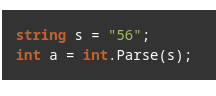 string s = "56";
int a = int.Parse(s);